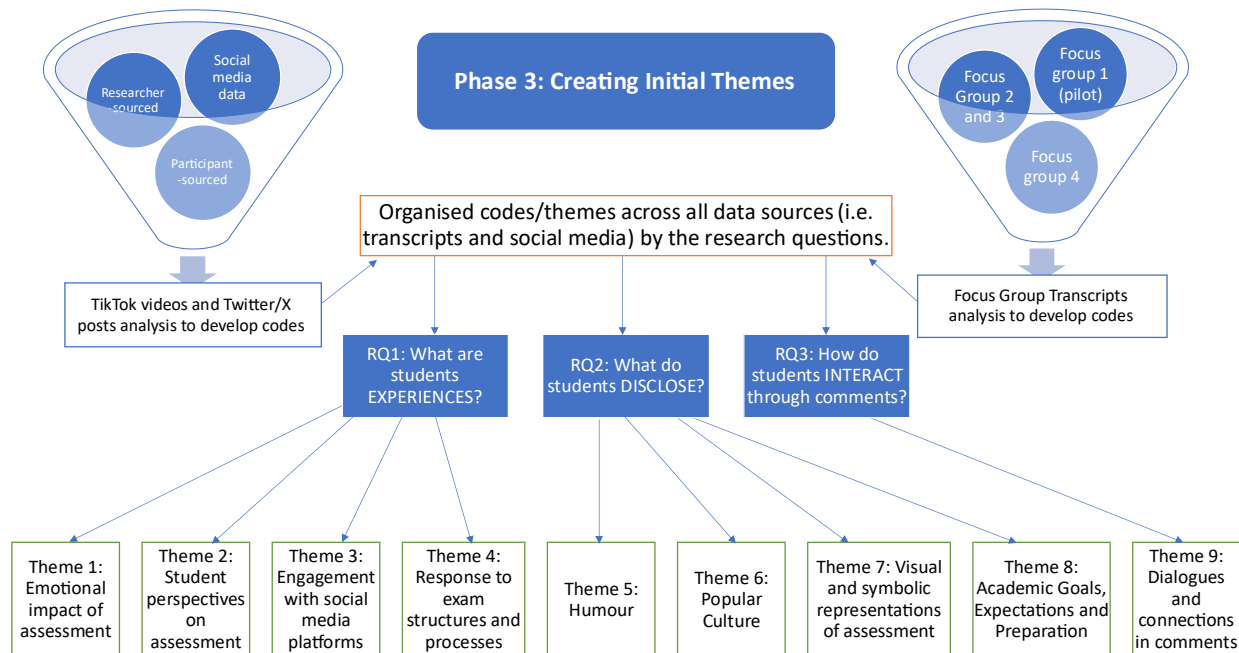 Phase 3: Creating Initial Themes
Researcher
-sourced
Social
media
data
Participant
-sourced
Focus
Group 2
and 3
Focus
group 1
(pilot)
Focus
group 4
Organised codes/themes across all data sources (i.e.
transcripts and social media) by the research questions.
TikTok videos and Twitter/X
posts analysis to develop codes
Focus Group Transcripts
analysis to develop codes
RQ1: What are
students
EXPERIENCES?
RQ2: What do
students DISCLOSE?
RQ3: How do
students INTERACT
through comments?
Theme 1:
Emotional
impact of
assessment
Theme 2:
Student
perspectives
on
assessment
Theme 3:
Engagement
with social
media
platforms
Theme 4:
Response to
exam
structures and
processes
Theme 5:
Humour
Theme 6:
Popular
Culture
Theme 7: Visual
and symbolic
representations
of assessment
Theme 8:
Academic Goals,
Expectations and
Preparation
Theme 9:
Dialogues
and
connections
in comments